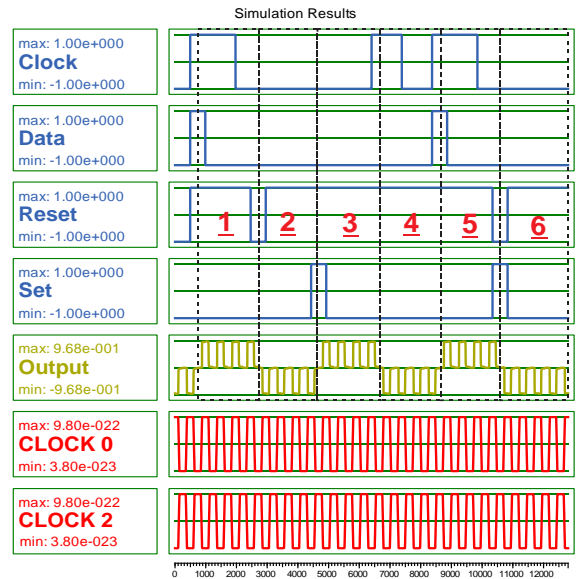 Simulation Results
max: 1.00e+000
Clock
min: -1.00e+000
max: 1.00e+000
Data
min: -1.00e+000
max: 1.00e+000
Reset
min: -1.00e+000
1 2 3 4 5 6
max: 1.00e+000
Set
min: -1.00e+000
max: 9.68e-001
Output
min: -9.68e-001
max: 9.80e-022
CLOCK 0
min: 3.80e-023
max: 9.80e-022
CLOCK 2
min: 3.80e-023
0 1000 2000 3000 4000 5000 6000 7000 8000 9000 10000 11000 12000